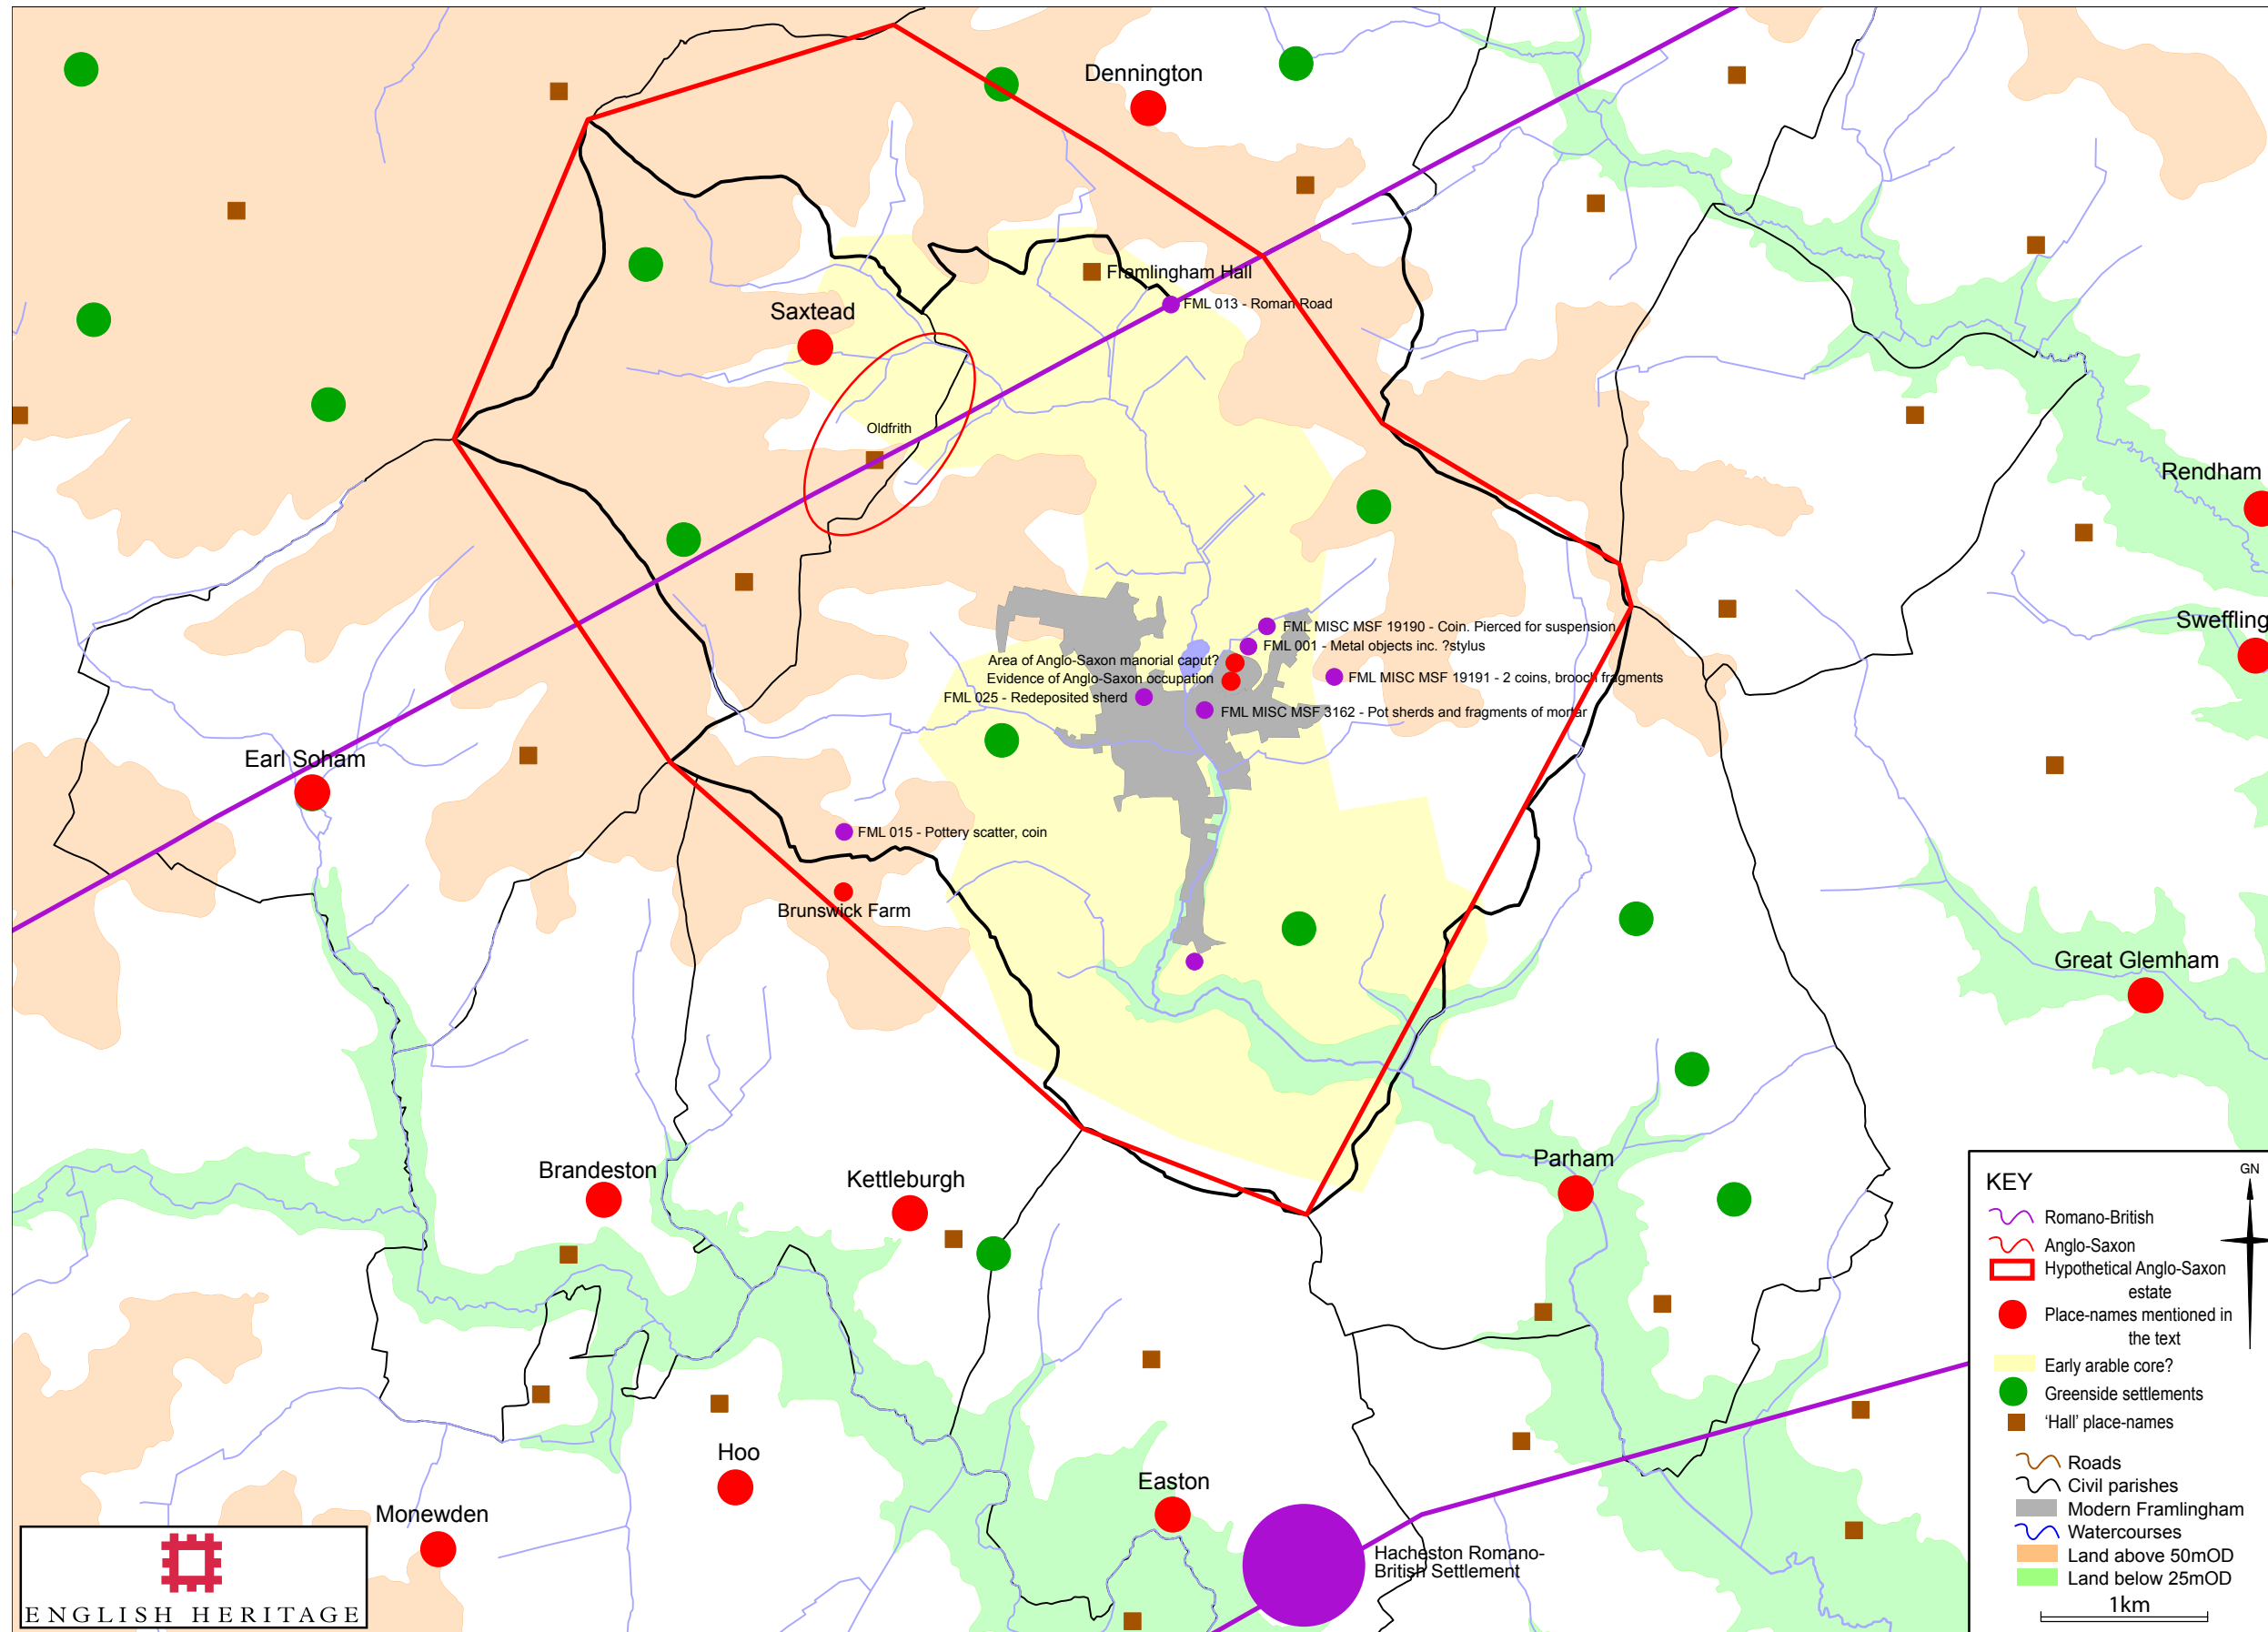 Dennington
Framlingham Hall
FML 013 - Roman Road
Saxtead
Oldfrith
Rendham
Sweffling
FML MISC MSF 19190 - Coin. Pierced for suspension
FML 001 - Metal objects inc. ?stylus
Area of Anglo-Saxon manorial caput?
Evidence of Anglo-Saxon occupation
FML MISC MSF 19191 - 2 coins, brooch fragments
FML 025 - Redeposited sherd
FML MISC MSF 3162 - Pot sherds and fragments of mortar
Earl Soham
FML 015 - Pottery scatter, coin
Brunswick Farm
Great Glemham
Brandeston
Kettleburgh
Parham
Hoo
Easton
Monewden
Hacheston Romano-
British Settlement
ENGLISH HERITAGE
KEY
GN
Romano-British
Anglo-Saxon
Hypothetical Anglo-Saxon
estate
Place-names mentioned in
the text
Early arable core?
Greenside settlements
‘Hall’ place-names
Roads
Civil parishes
Modern Framlingham
Watercourses
Land above 50mOD
Land below 25mOD
1km